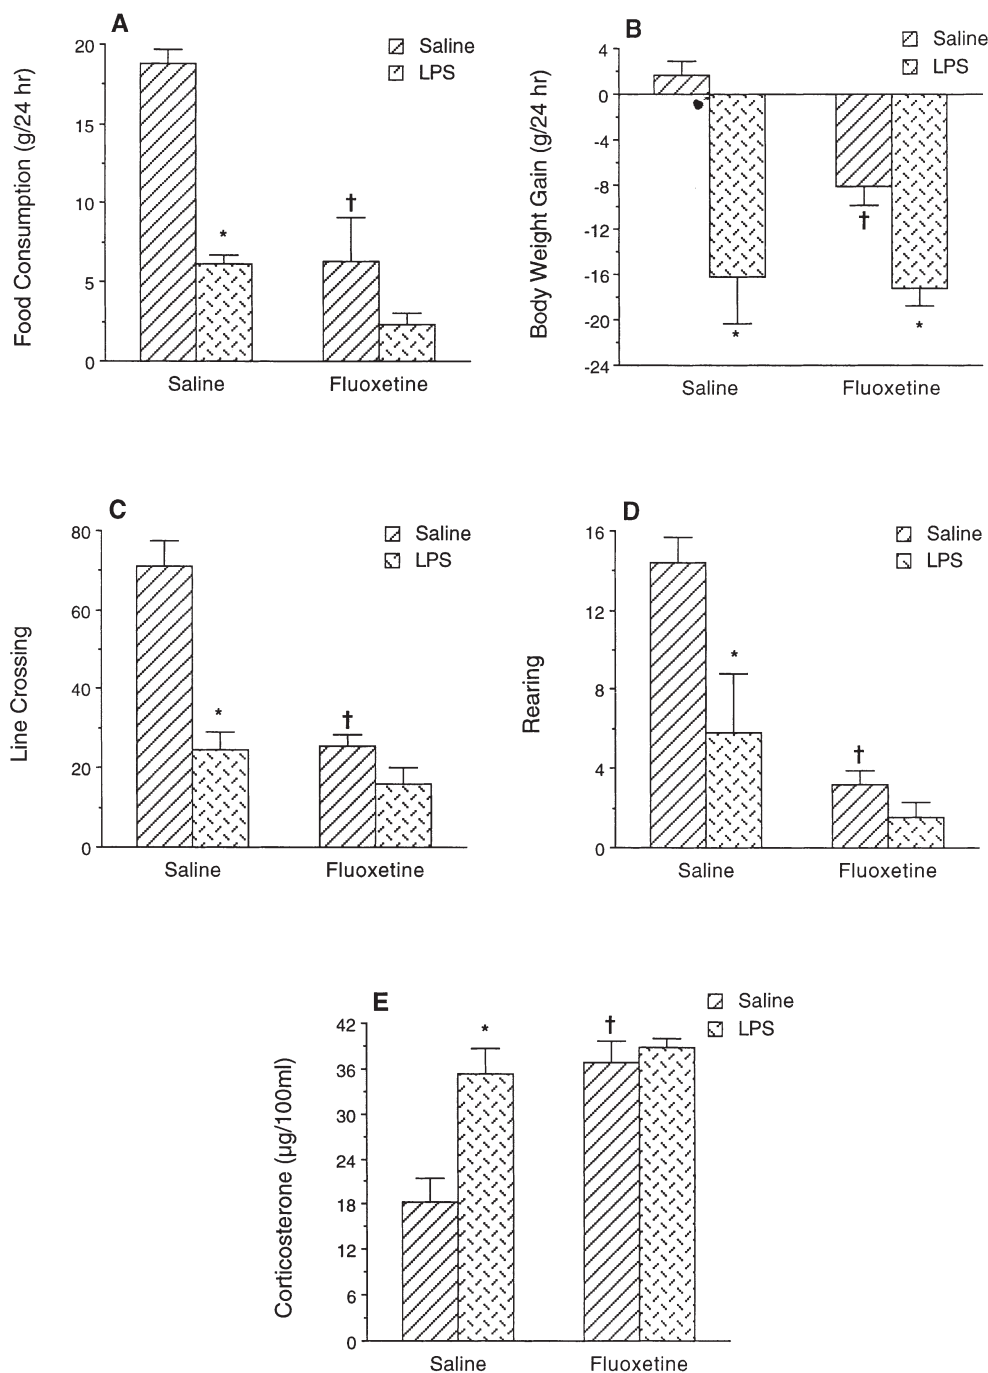 A
Saline
LPS
Food Consumption (g/24 hr)
20
15
10
5
0
*
†
Saline
Fluoxetine
B
Saline
LPS
Body Weight Gain (g/24 hr)
4
0
-4
-8
-12
-16
-20
-24
*
†
*
Saline
Fluoxetine
C
Saline
LPS
Line Crossing
80
60
40
20
0
*
†
Saline
Fluoxetine
D
Saline
LPS
Rearing
16
12
8
4
0
*
†
Saline
Fluoxetine
E
Saline
LPS
Corticosterone (µg/100ml)
42
36
30
24
18
12
6
0
*
†
Saline
Fluoxetine